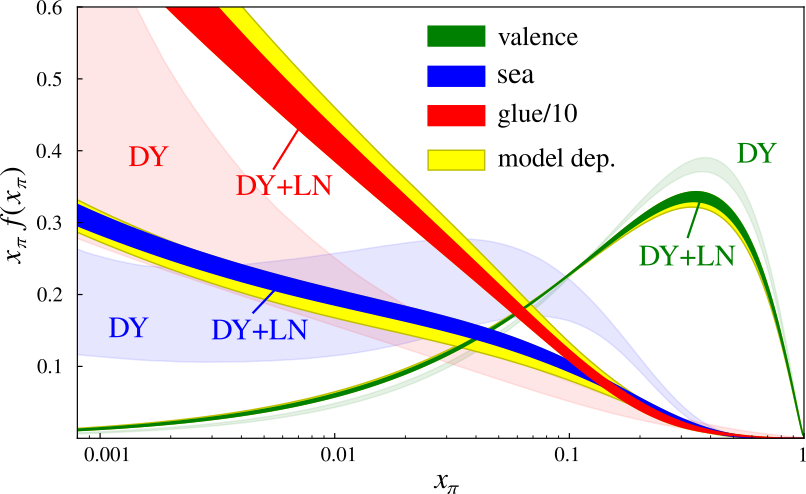 0.6
0.5
0.4
0.3
0.2
0.1
x_π f(x_π)
valence
sea
glue/10
model dep.
DY
DY+LN
DY
DY+LN
DY
DY+LN
0.001
0.01
0.1
1
x_π